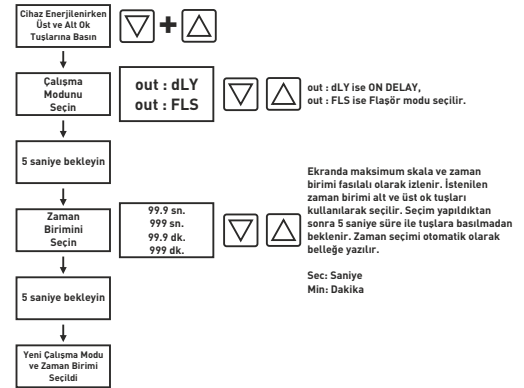 Cihaz Enerjilenirken
Üst ve Alt Ok
Tuşlarına Basın
+
Çalışma
Modunu
Seçin
out : dLY
out : FLS
out : dLY ise ON DELAY,
out : FLS ise Flaşör modu seçilir.
5 saniye bekleyin
Zaman
Birimini
Seçin
99.9 sn.
999 sn.
99.9 dk.
999 dk.
Ekranda maksimum skala ve zaman
birimi fasılalı olarak izlenir. İstenilen
zaman birimi alt ve üst ok tuşları
kullanılarak seçilir. Seçim yapıldıktan
sonra 5 saniye süre ile tuşlara basılmadan
beklenir. Zaman seçimi otomatik olarak
belleğe yazılır.
Sec: Saniye
Min: Dakika
5 saniye bekleyin
Yeni Çalışma Modu
ve Zaman Birimi
Seçildi